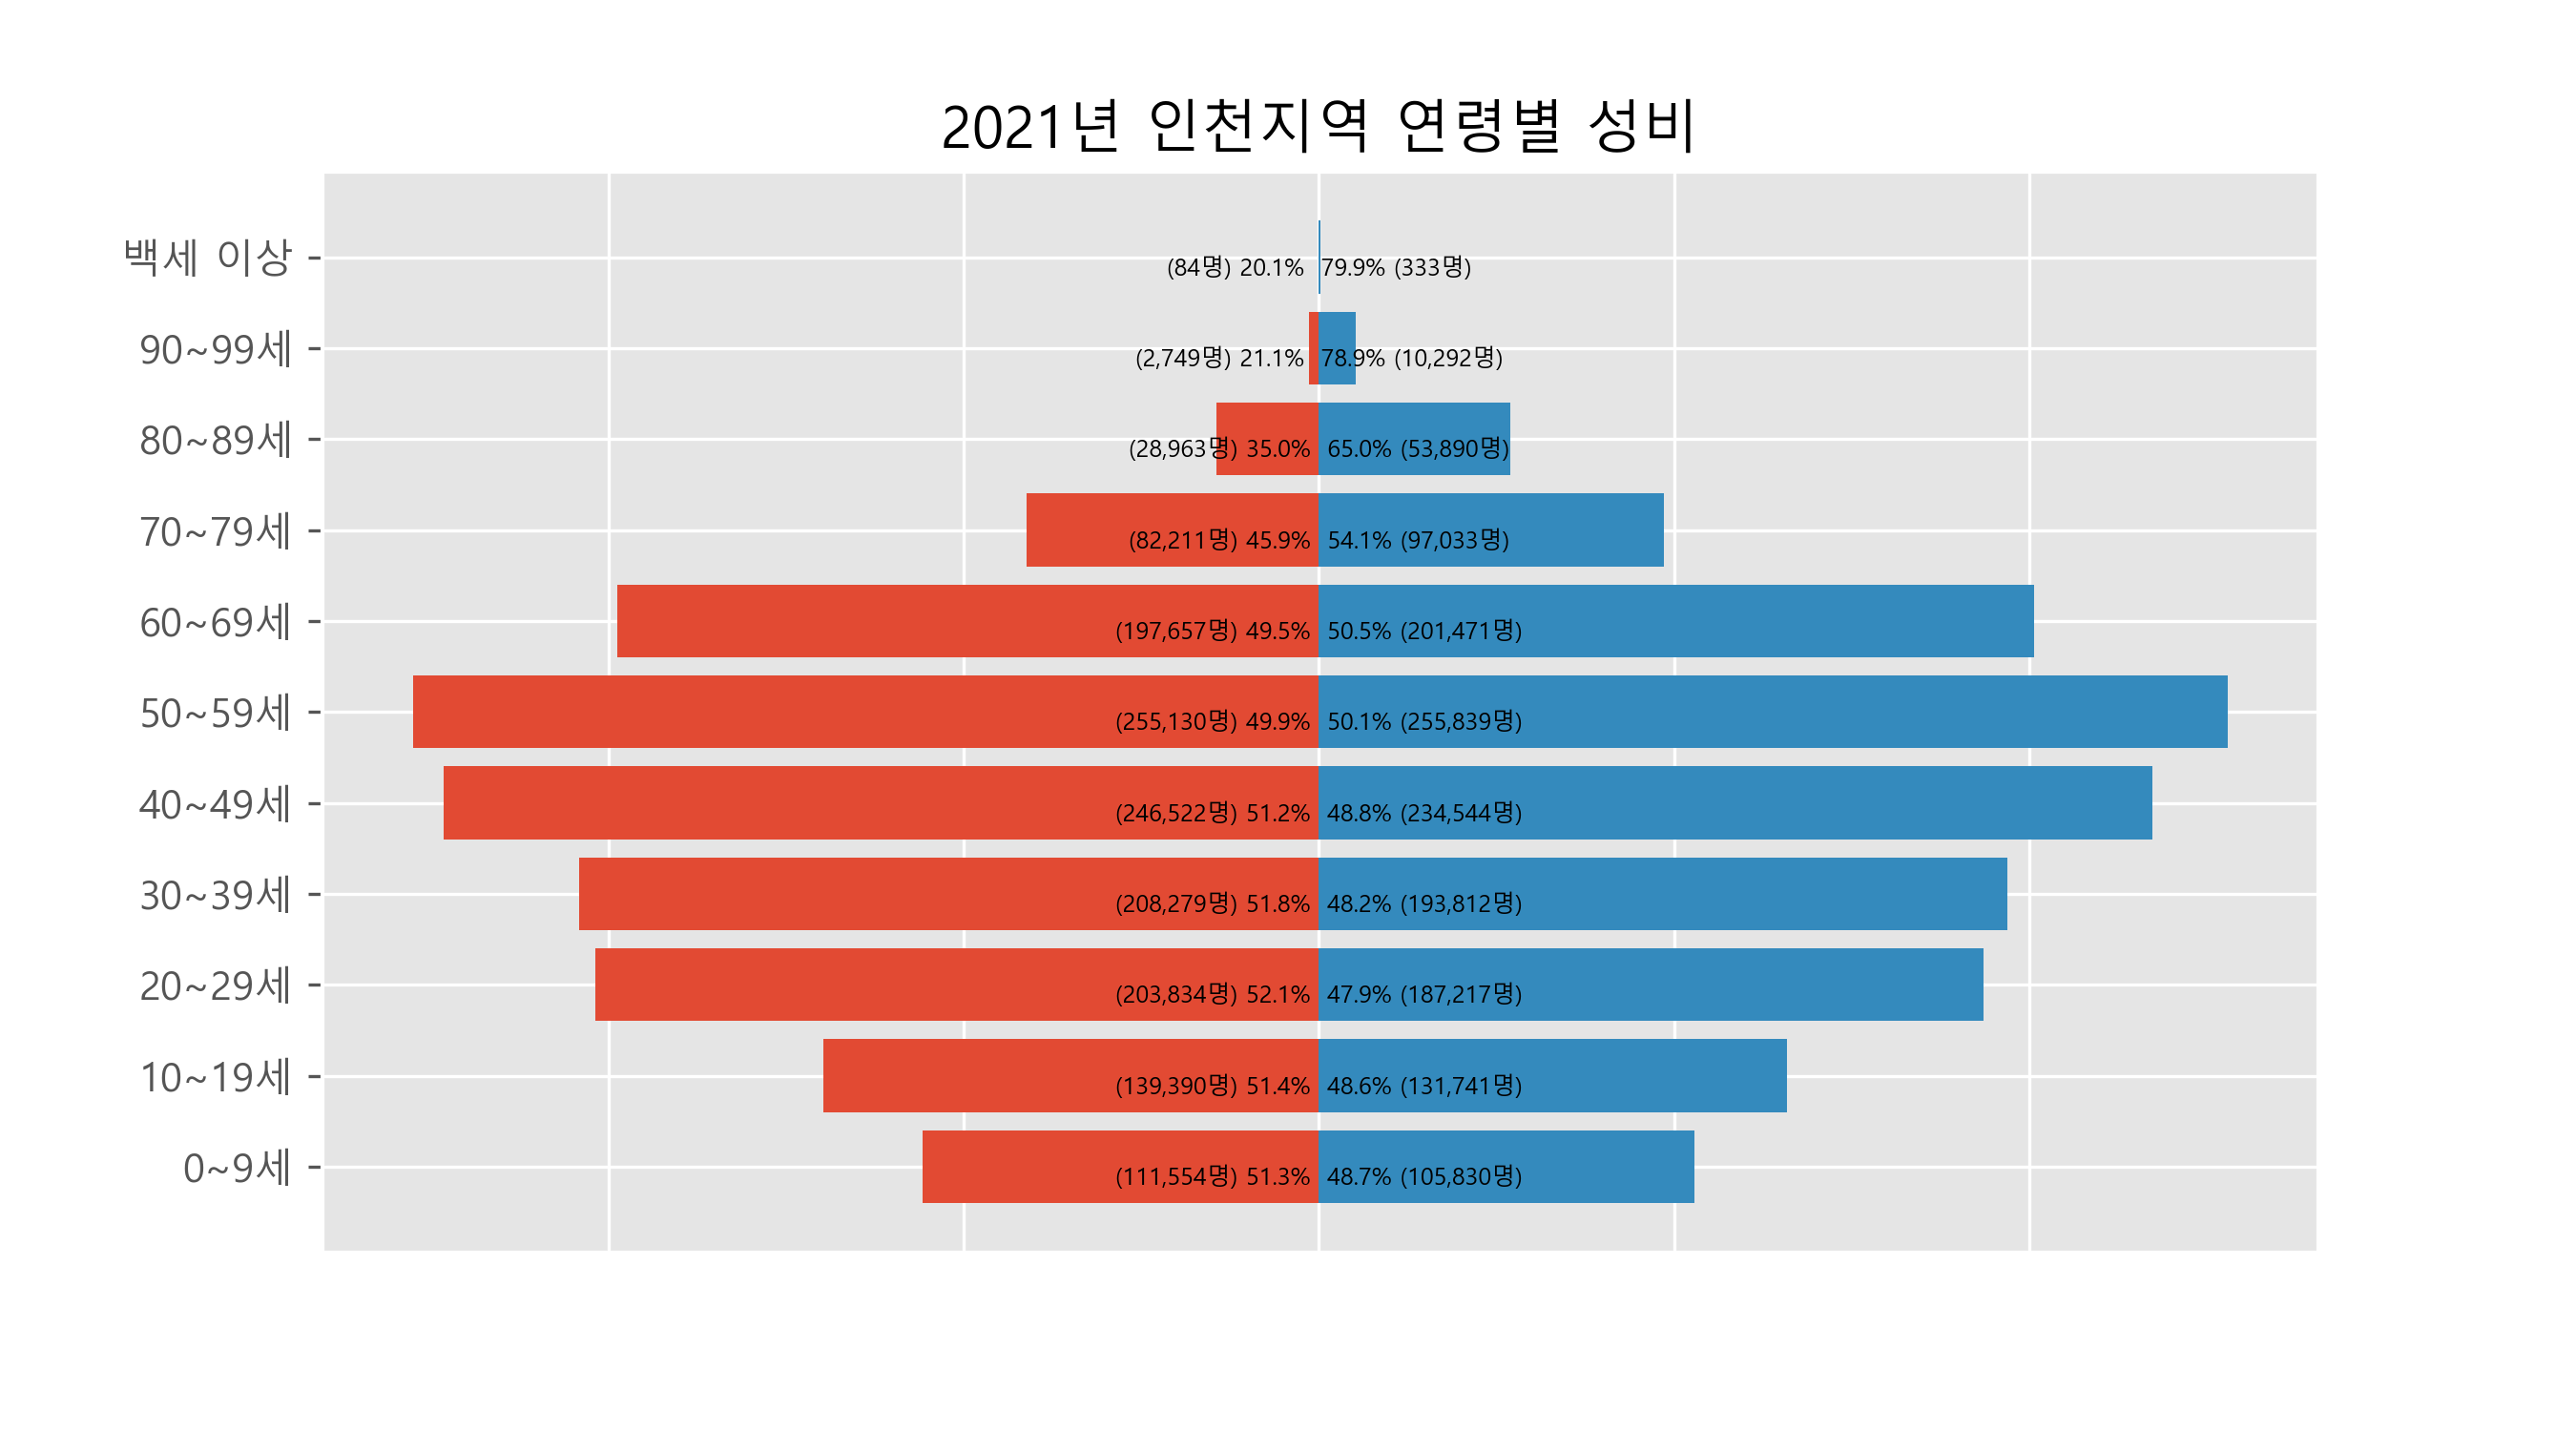 2021년 인천지역 연령별 성비
백세 이상 (84명) 20.1% 79.9% (333명)
90~99세 (2,749명) 21.1% 78.9% (10,292명)
80~89세 (28,963명) 35.0% 65.0% (53,890명)
70~79세 (82,211명) 45.9% 54.1% (97,033명)
60~69세 (197,657명) 49.5% 50.5% (201,471명)
50~59세 (255,130명) 49.9% 50.1% (255,839명)
40~49세 (246,522명) 51.2% 48.8% (234,544명)
30~39세 (208,279명) 51.8% 48.2% (193,812명)
20~29세 (203,834명) 52.1% 47.9% (187,217명)
10~19세 (139,390명) 51.4% 48.6% (131,741명)
0~9세 (111,554명) 51.3% 48.7% (105,830명)